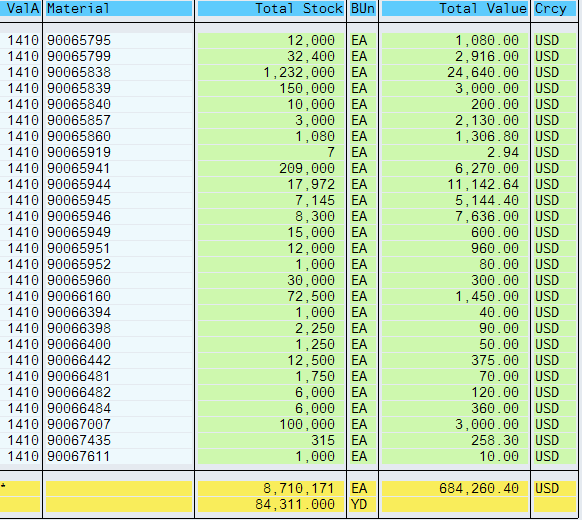 ValA Material Total Stock BUn Total Value Crcy
1410 90065795 12,000 EA 1,080.00 USD
1410 90065799 32,400 EA 2,916.00 USD
1410 90065838 1,232,000 EA 24,640.00 USD
1410 90065839 150,000 EA 3,000.00 USD
1410 90065840 10,000 EA 200.00 USD
1410 90065857 3,000 EA 2,130.00 USD
1410 90065860 1,080 EA 1,306.80 USD
1410 90065919 7 EA 2.94 USD
1410 90065941 209,000 EA 6,270.00 USD
1410 90065944 17,972 EA 11,142.64 USD
1410 90065945 7,145 EA 5,144.40 USD
1410 90065946 8,300 EA 7,636.00 USD
1410 90065949 15,000 EA 600.00 USD
1410 90065951 12,000 EA 960.00 USD
1410 90065952 1,000 EA 80.00 USD
1410 90065960 30,000 EA 300.00 USD
1410 90066160 72,500 EA 1,450.00 USD
1410 90066394 1,000 EA 40.00 USD
1410 90066398 2,250 EA 90.00 USD
1410 90066400 1,250 EA 50.00 USD
1410 90066442 12,500 EA 375.00 USD
1410 90066481 1,750 EA 70.00 USD
1410 90066482 6,000 EA 120.00 USD
1410 90066484 6,000 EA 360.00 USD
1410 90067007 100,000 EA 3,000.00 USD
1410 90067435 315 EA 258.30 USD
1410 90067611 1,000 EA 10.00 USD
* 8,710,171 EA 684,260.40 USD
84,311.000 YD